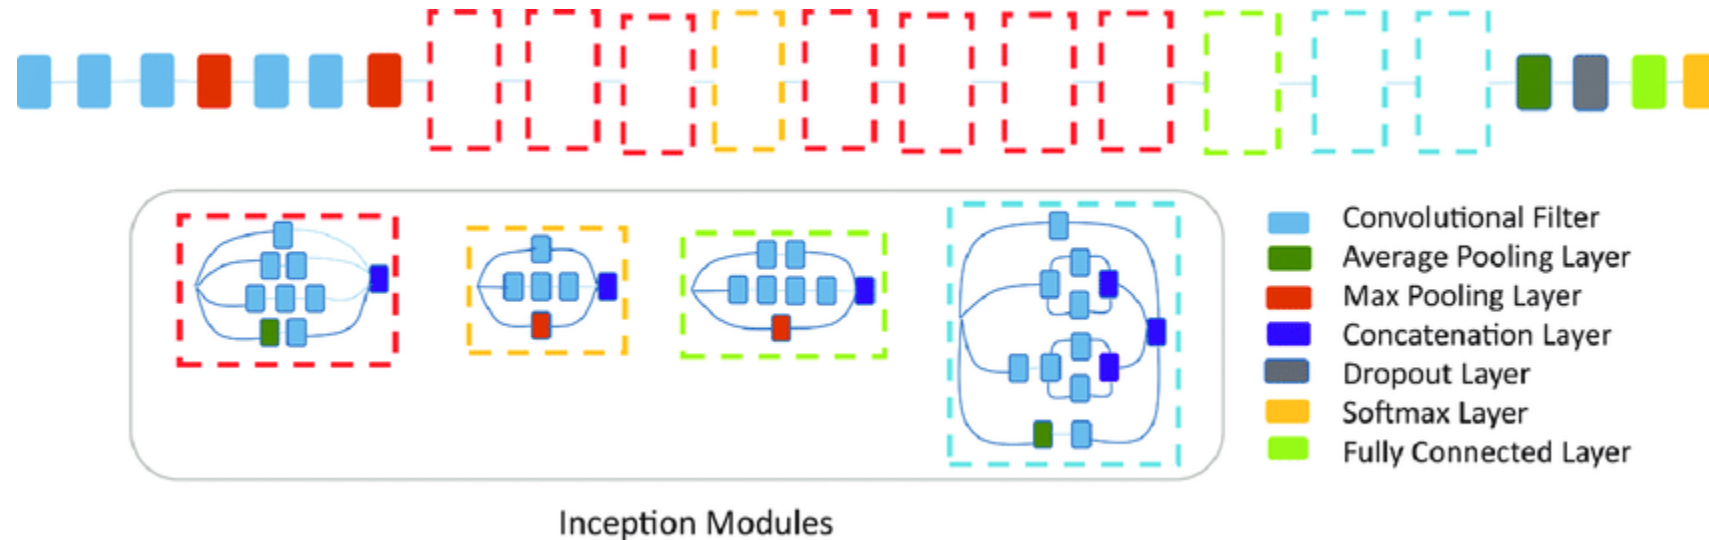 Convolutional Filter
Average Pooling Layer
Max Pooling Layer
Concatenation Layer
Dropout Layer
Softmax Layer
Fully Connected Layer
Inception Modules